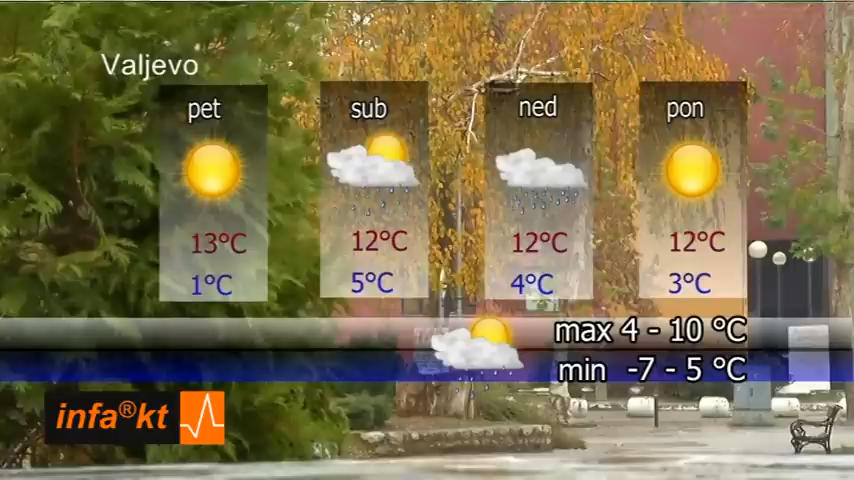 Valjevo
pet
sub
ned
pon
13°C
12°C
12°C
12°C
1°C
5°C
4°C
3°C
max 4 - 10 °C
min -7 - 5 °C
infa®kt